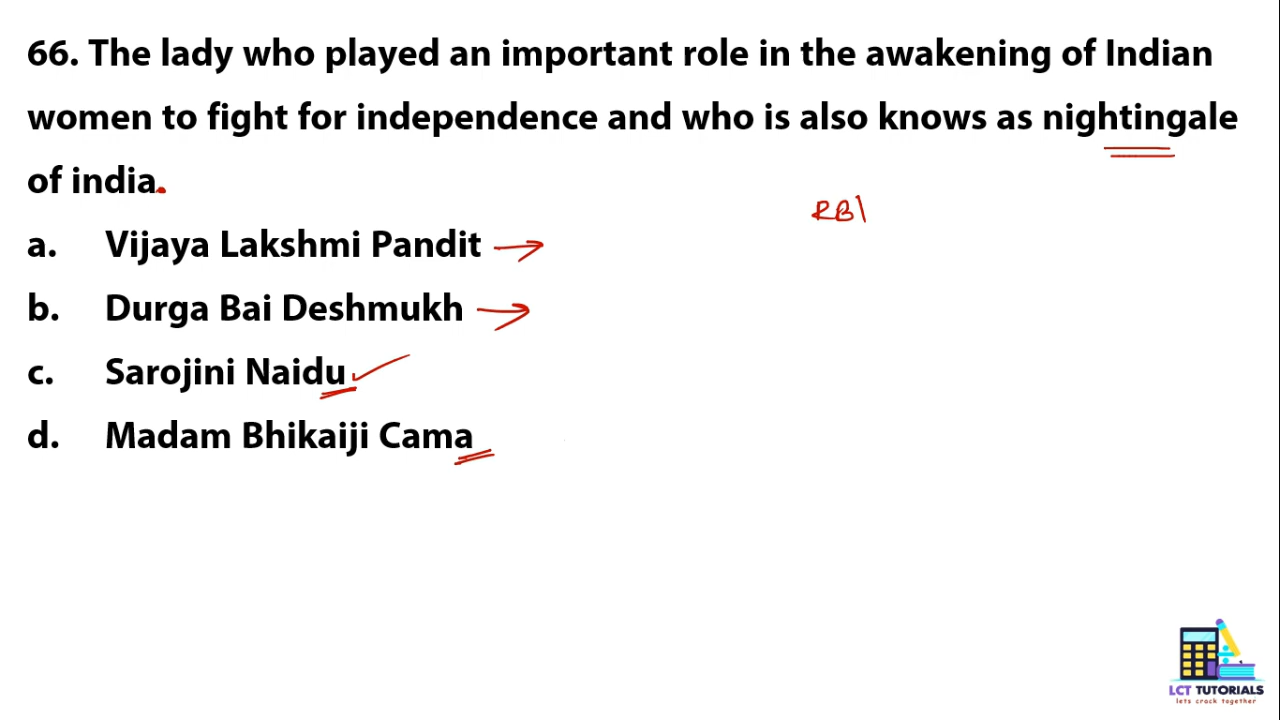 66. The lady who played an important role in the awakening of Indian
women to fight for independence and who is also knows as nightingale
of india.
RBI
a. Vijaya Lakshmi Pandit
b. Durga Bai Deshmukh
c. Sarojini Naidu
d. Madam Bhikaiji Cama
LCT TUTORIALS
lets crack together